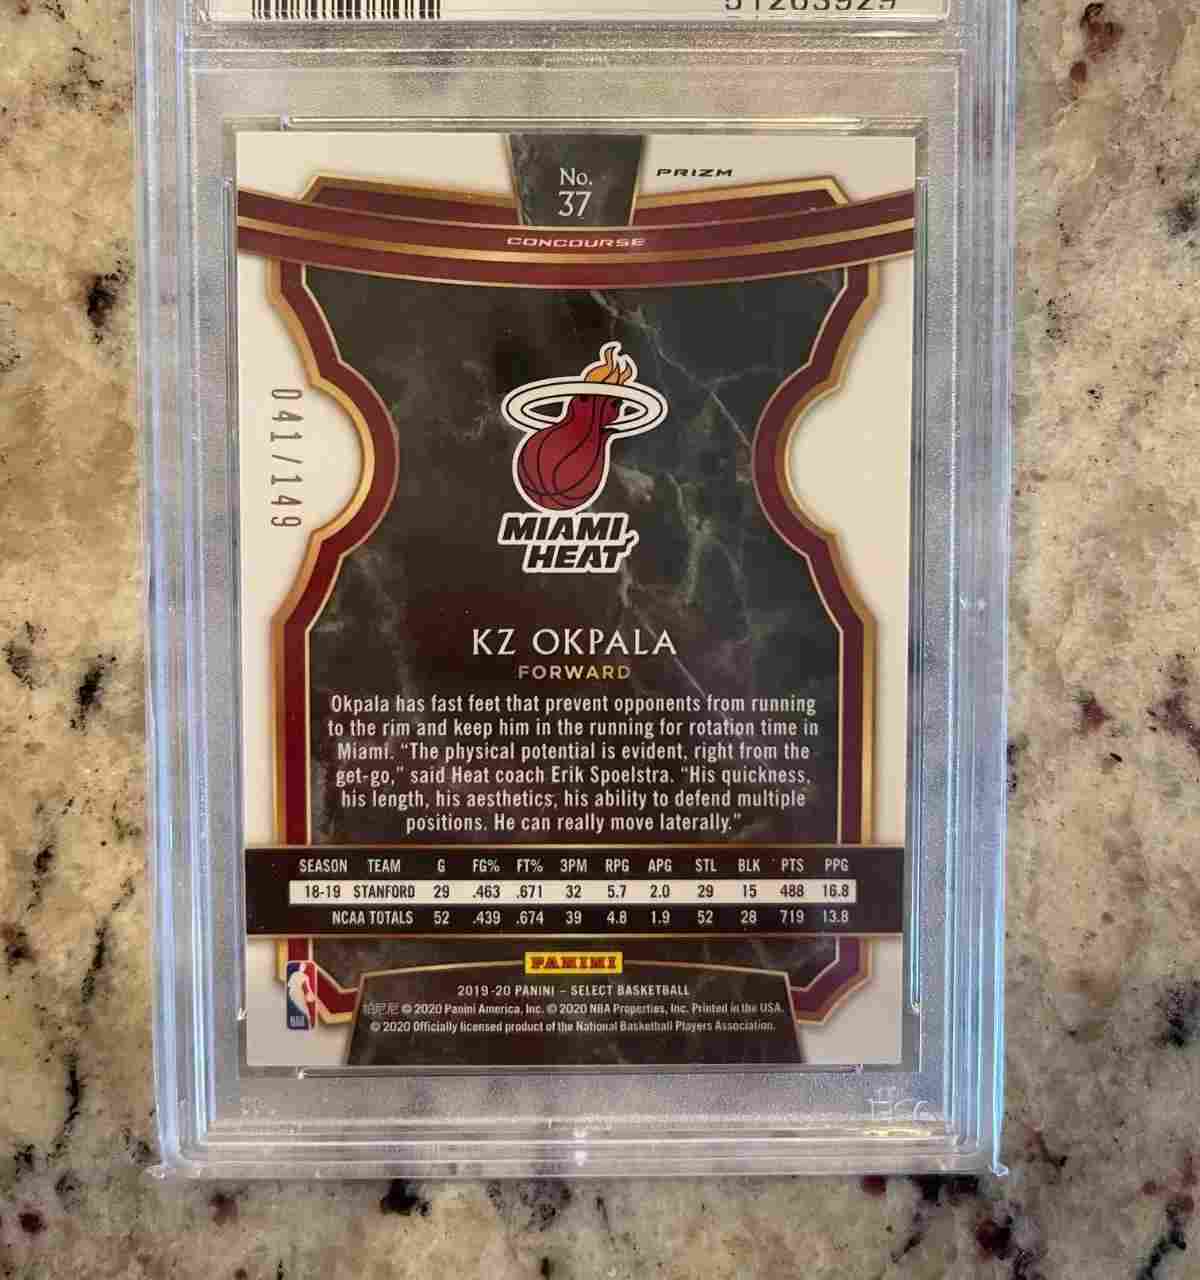 No.
37
PRIZM
CONCOURSE
041/149
MIAMI
HEAT
KZ OKPALA
FORWARD
Okpala has fast feet that prevent opponents from running
to the rim and keep him in the running for rotation time in
Miami. “The physical potential is evident, right from the
get-go,” said Heat coach Erik Spoelstra. “His quickness,
his length, his aesthetics, his ability to defend multiple
positions. He can really move laterally.”
SEASON TEAM G FG% FT% 3PM RPG APG STL BLK PTS PPG
18-19 STANFORD 29 .463 .671 32 5.7 2.0 29 15 488 16.8
NCAA TOTALS 52 .439 .674 39 4.8 1.9 52 28 719 13.8
PANINI
2019-20 PANINI – SELECT BASKETBALL
帕尼尼 © 2020 Panini America, Inc. © 2020 NBA Properties, Inc. Printed in the USA.
© 2020 Officially licensed product of the National Basketball Players Association.
NBA